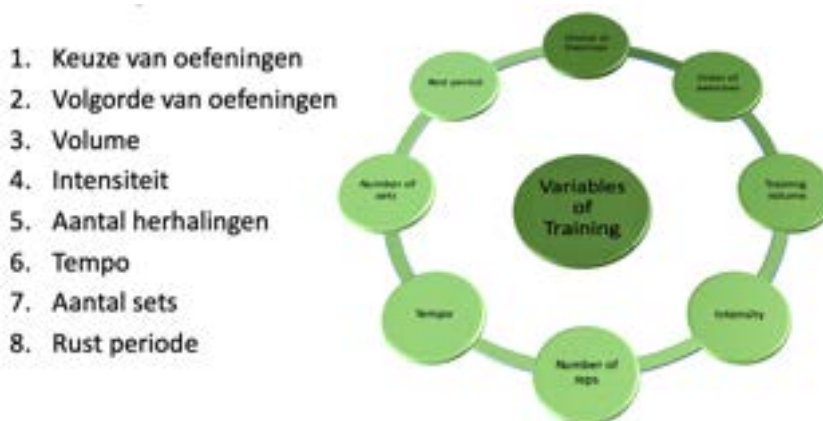 1. Keuze van oefeningen
2. Volgorde van oefeningen
3. Volume
4. Intensiteit
5. Aantal herhalingen
6. Tempo
7. Aantal sets
8. Rust periode
Variables
of
Training
Choice of
Exercises
Order of
exercises
Training
volume
Intensity
Number of
reps
Tempo
Number of
sets
Rest period